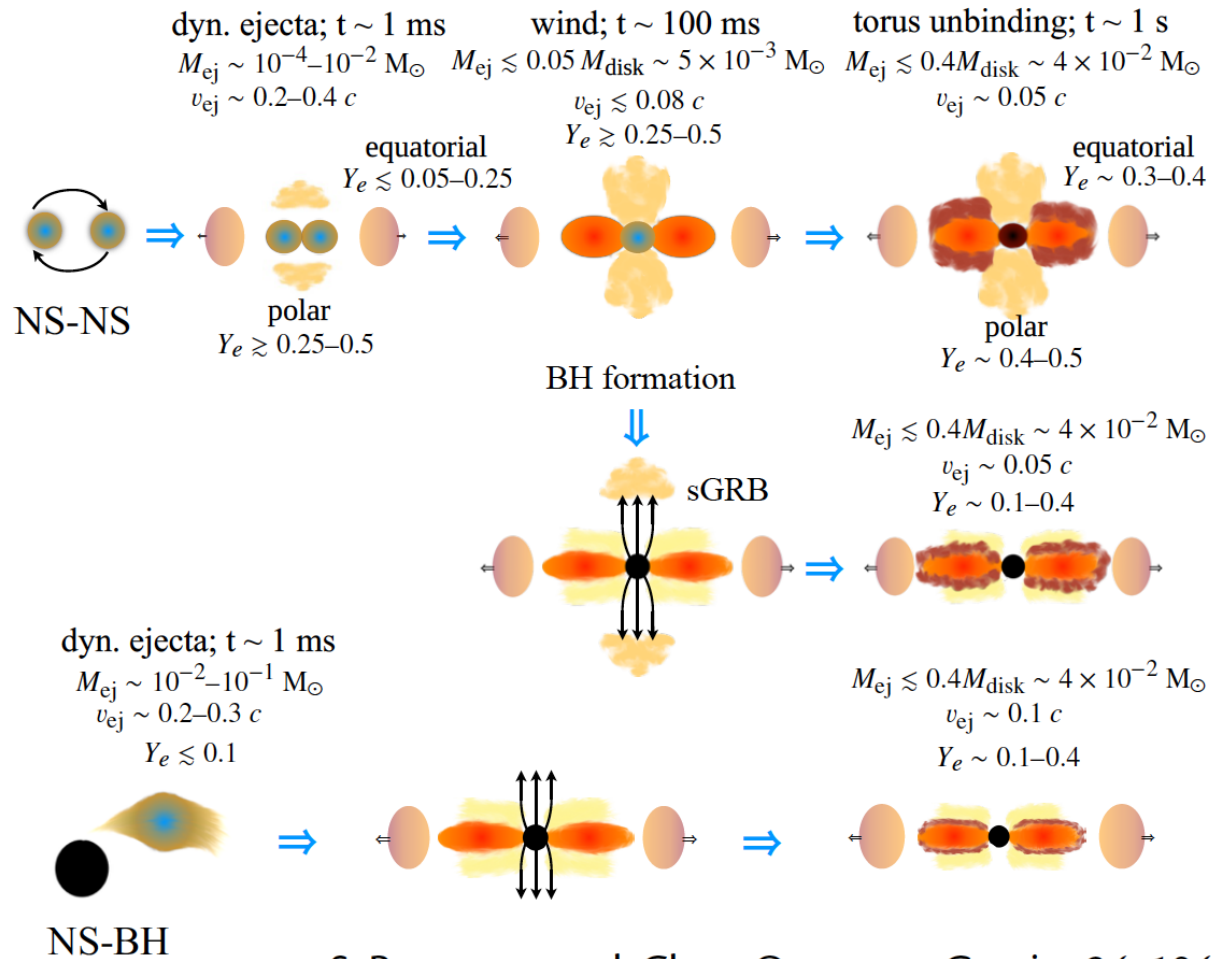 dyn. ejecta; t ~ 1 ms
M_ej ~ 10⁻⁴–10⁻² M⊙
v_ej ~ 0.2–0.4 c
wind; t ~ 100 ms
M_ej ≲ 0.05 M_disk ~ 5 × 10⁻³ M⊙
v_ej ≲ 0.08 c
Y_e ≳ 0.25–0.5
torus unbinding; t ~ 1 s
M_ej ≲ 0.4M_disk ~ 4 × 10⁻² M⊙
v_ej ~ 0.05 c
equatorial
Y_e ≲ 0.05–0.25
equatorial
Y_e ~ 0.3–0.4
NS-NS
polar
Y_e ≳ 0.25–0.5
polar
Y_e ~ 0.4–0.5
BH formation
sGRB
M_ej ≲ 0.4M_disk ~ 4 × 10⁻² M⊙
v_ej ~ 0.05 c
Y_e ~ 0.1–0.4
dyn. ejecta; t ~ 1 ms
M_ej ~ 10⁻²–10⁻¹ M⊙
v_ej ~ 0.2–0.3 c
Y_e ≲ 0.1
M_ej ≲ 0.4M_disk ~ 4 × 10⁻² M⊙
v_ej ~ 0.1 c
Y_e ~ 0.1–0.4
NS-BH